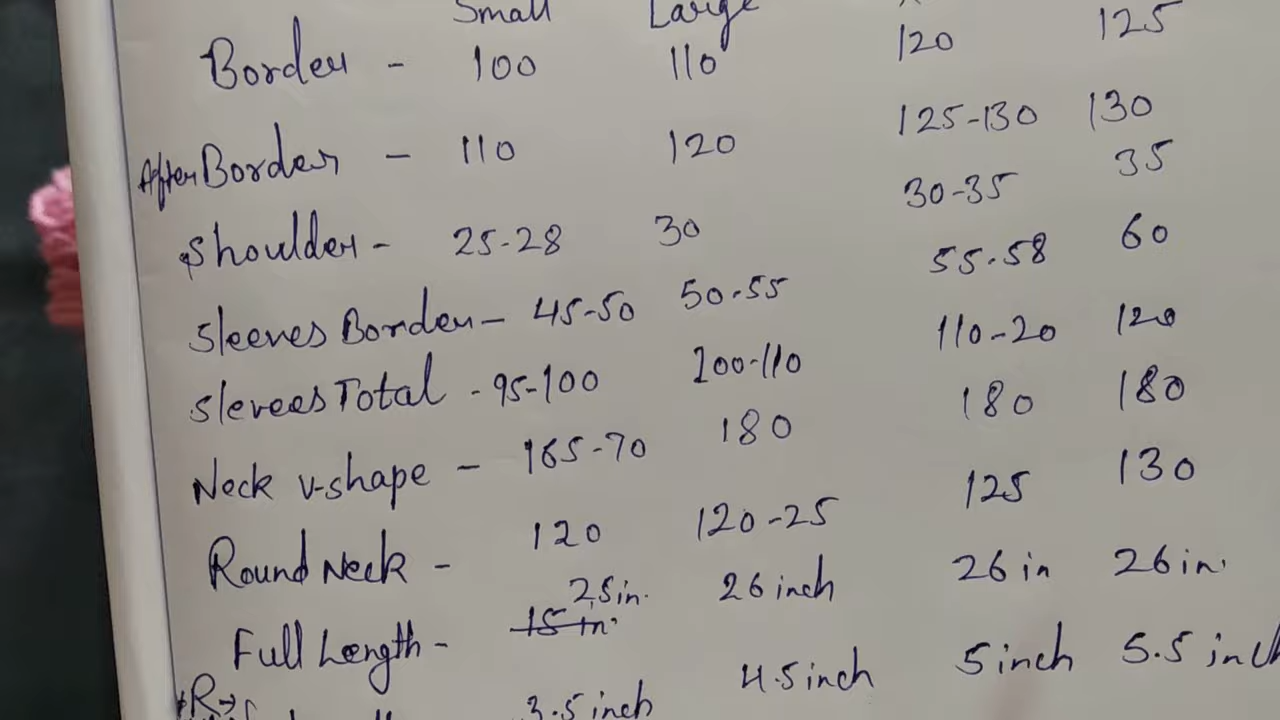 Small Large
Border - 100 110 120 125
After Border - 110 120 125-130 130
Shoulder - 25-28 30 30-35 35
Sleeves Border - 45-50 50-55 55-58 60
Slevees Total - 95-100 100-110 110-20 120
Neck v-shape - 165-70 180 180 180
Round Neck - 120 120-25 125 130
Full Length - 15 in. 25in. 26 inch 26 in 26 in.
3.5 inch 4.5 inch 5 inch 5.5 inch